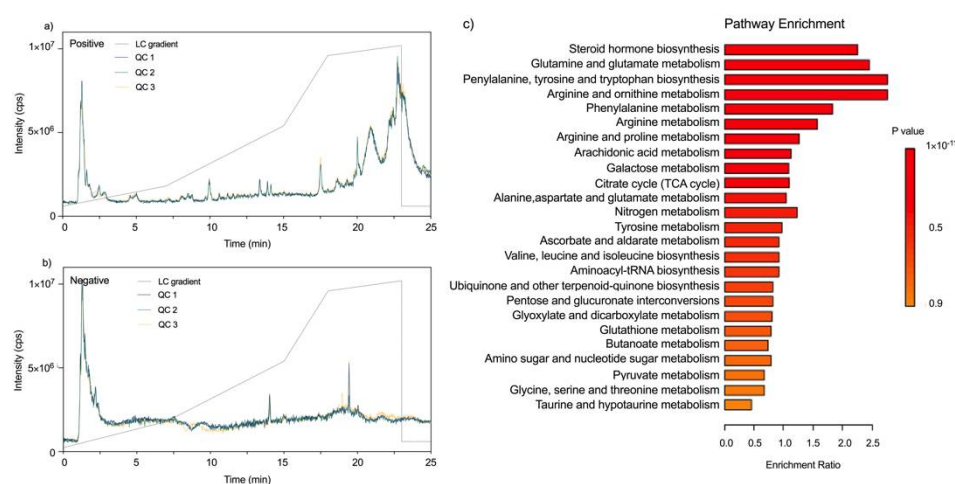 a)
Positive
LC gradient
QC 1
QC 2
QC 3
1×10⁷
5×10⁶
0
Intensity (cps)
0 5 10 15 20 25
Time (min)
b)
Negative
LC gradient
QC 1
QC 2
QC 3
1×10⁷
5×10⁶
0
Intensity (cps)
0 5 10 15 20 25
Time (min)
c)
Pathway Enrichment
Steroid hormone biosynthesis
Glutamine and glutamate metabolism
Penylalanine, tyrosine and tryptophan biosynthesis
Arginine and ornithine metabolism
Phenylalanine metabolism
Arginine metabolism
Arginine and proline metabolism
Arachidonic acid metabolism
Galactose metabolism
Citrate cycle (TCA cycle)
Alanine,aspartate and glutamate metabolism
Nitrogen metabolism
Tyrosine metabolism
Ascorbate and aldarate metabolism
Valine, leucine and isoleucine biosynthesis
Aminoacyl-tRNA biosynthesis
Ubiquinone and other terpenoid-quinone biosynthesis
Pentose and glucuronate interconversions
Glyoxylate and dicarboxylate metabolism
Glutathione metabolism
Butanoate metabolism
Amino sugar and nucleotide sugar metabolism
Pyruvate metabolism
Glycine, serine and threonine metabolism
Taurine and hypotaurine metabolism
0.0 0.5 1.0 1.5 2.0 2.5
Enrichment Ratio
P value
0.5
0.9